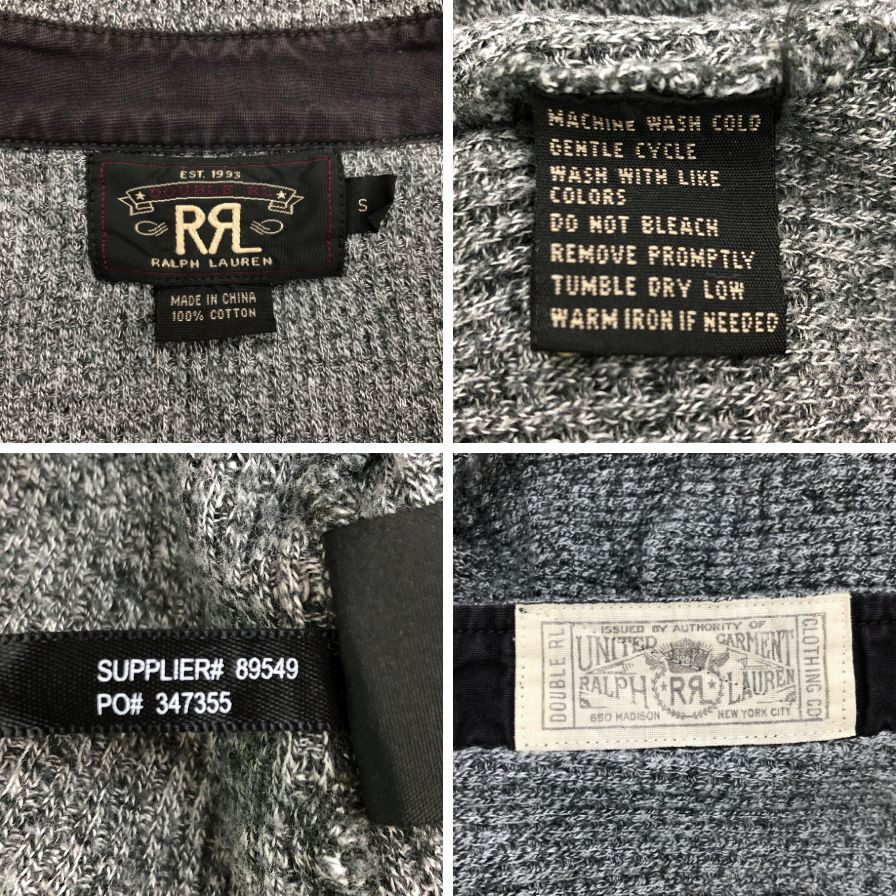 EST. 1993
DOUBLE RL
RRL
RALPH LAUREN
S
MADE IN CHINA
100% COTTON
MACHINE WASH COLD
GENTLE CYCLE
WASH WITH LIKE
COLORS
DO NOT BLEACH
REMOVE PROMPTLY
TUMBLE DRY LOW
WARM IRON IF NEEDED
SUPPLIER# 89549
PO# 347355
ISSUED BY AUTHORITY OF
UNITED GARMENT
DOUBLE RL
RALPH RRL LAUREN
CLOTHING CO
650 MADISON NEW YORK CITY